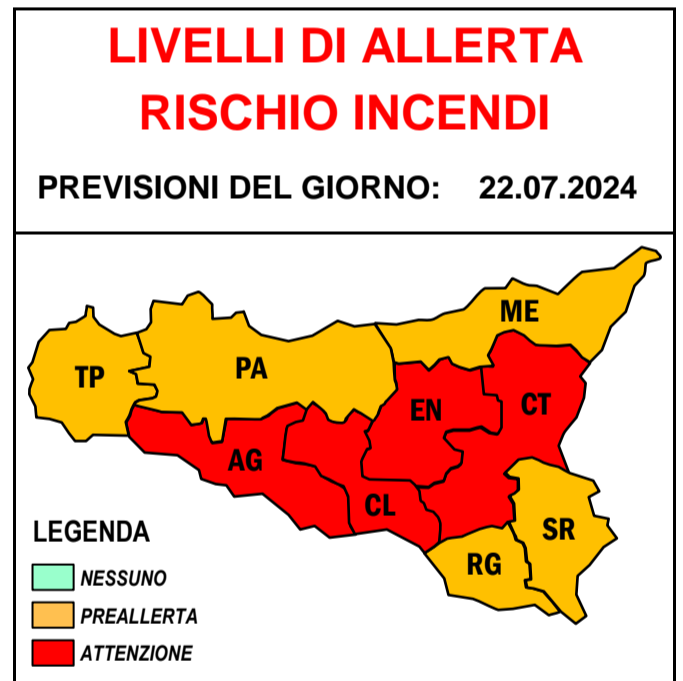 LIVELLI DI ALLERTA
RISCHIO INCENDI
PREVISIONI DEL GIORNO: 22.07.2024
ME
TP
PA
EN
CT
AG
CL
SR
RG
LEGENDA
NESSUNO
PREALLERTA
ATTENZIONE